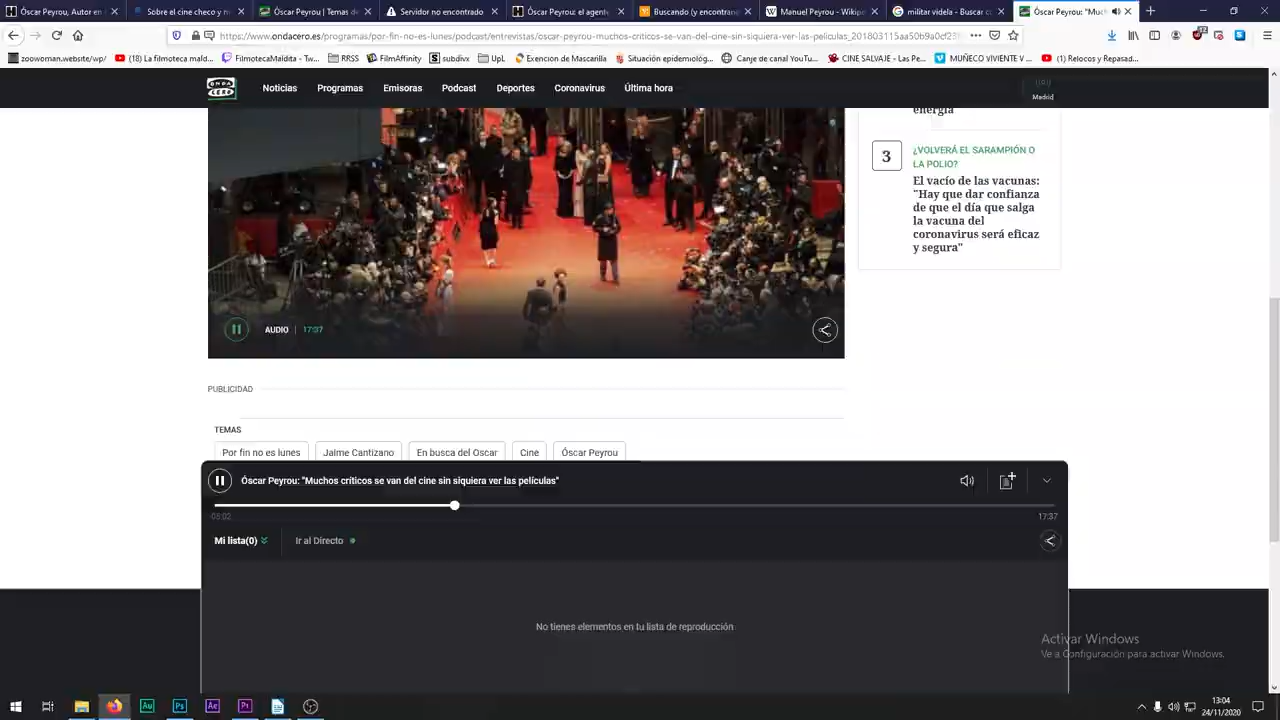 Óscar Peyrou, Autor en
Sobre el cine checo y m
Óscar Peyrou | Temas de
Servidor no encontrado
Óscar Peyrou: el agente
Buscando (y encontrand
Manuel Peyrou - Wikipe
militar videla - Buscar co
Óscar Peyrou: "Much
https://www.ondacero.es/programas/por-fin-no-es-lunes/podcast/entrevistas/oscar-peyrou-muchos-criticos-se-van-del-cine-sin-siquiera-ver-las-peliculas_
zoowoman.website/wp/
(18) La filmoteca mald...
FilmotecaMaldita - Tw...
RRSS
FilmAffinity
subdivx
UpL
Exención de Mascarilla
Situación epidemiológ...
Canje de canal YouTu...
CINE SALVAJE - Las Pe...
MUÑECO VIVIENTE V ...
(1) Relocos y Repasad...
ONDA CERO
Noticias
Programas
Emisoras
Podcast
Deportes
Coronavirus
Última hora
Madrid
energía
3
¿VOLVERÁ EL SARAMPIÓN O
LA POLIO?
El vacío de las vacunas:
"Hay que dar confianza
de que el día que salga
la vacuna del
coronavirus será eficaz
y segura"
AUDIO | 17:37
PUBLICIDAD
TEMAS
Por fin no es lunes
Jaime Cantizano
En busca del Oscar
Cine
Óscar Peyrou
Óscar Peyrou: "Muchos críticos se van del cine sin siquiera ver las películas"
17:37
Mi lista(0)
Ir al Directo
No tienes elementos en tu lista de reproducción
Activar Windows
Ve a Configuración para activar Windows.
13:04
24/11/2020